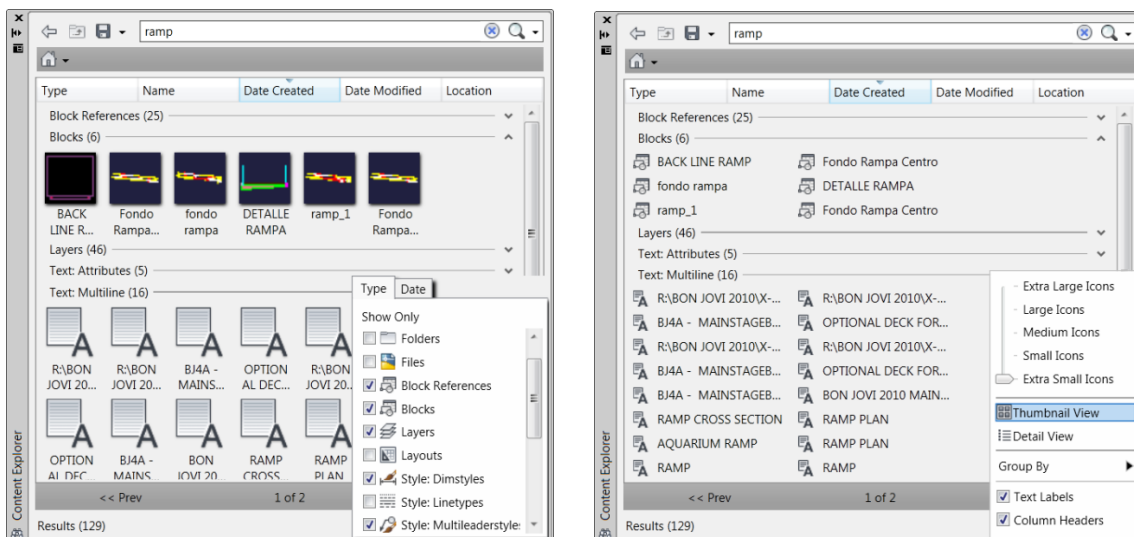 ramp
Type Name Date Created Date Modified Location
Block References (25)
Blocks (6)
BACK LINE R... Fondo Rampa... fondo rampa DETALLE RAMPA ramp_1 Fondo Rampa...
Layers (46)
Text: Attributes (5)
Text: Multiline (16)
R:\BON JOVI 20... R:\BON JOVI 20... BJ4A - MAINS... OPTION AL DEC... R:\BON JOVI 20...
OPTION AL DEC... BJ4A - MAINS... BON JOVI 20... RAMP CROSS... RAMP PLAN
<< Prev 1 of 2
Results (129)
Content Explorer
Type Date
Show Only
Folders
Files
Block References
Blocks
Layers
Layouts
Style: Dimstyles
Style: Linetypes
Style: Multileaderstyle
ramp
Type Name Date Created Date Modified Location
Block References (25)
Blocks (6)
BACK LINE RAMP Fondo Rampa Centro
fondo rampa DETALLE RAMPA
ramp_1 Fondo Rampa Centro
Layers (46)
Text: Attributes (5)
Text: Multiline (16)
R:\BON JOVI 2010\X-... R:\BON JOVI 2010\X-...
BJ4A - MAINSTAGEB... OPTIONAL DECK FOR...
R:\BON JOVI 2010\X-... R:\BON JOVI 2010\X-...
BJ4A - MAINSTAGEB... OPTIONAL DECK FOR...
BJ4A - MAINSTAGEB... BON JOVI 2010 MAIN...
RAMP CROSS SECTION RAMP PLAN
AQUARIUM RAMP RAMP PLAN
RAMP RAMP
<< Prev 1 of 2
Results (129)
Content Explorer
Extra Large Icons
Large Icons
Medium Icons
Small Icons
Extra Small Icons
Thumbnail View
Detail View
Group By
Text Labels
Column Headers